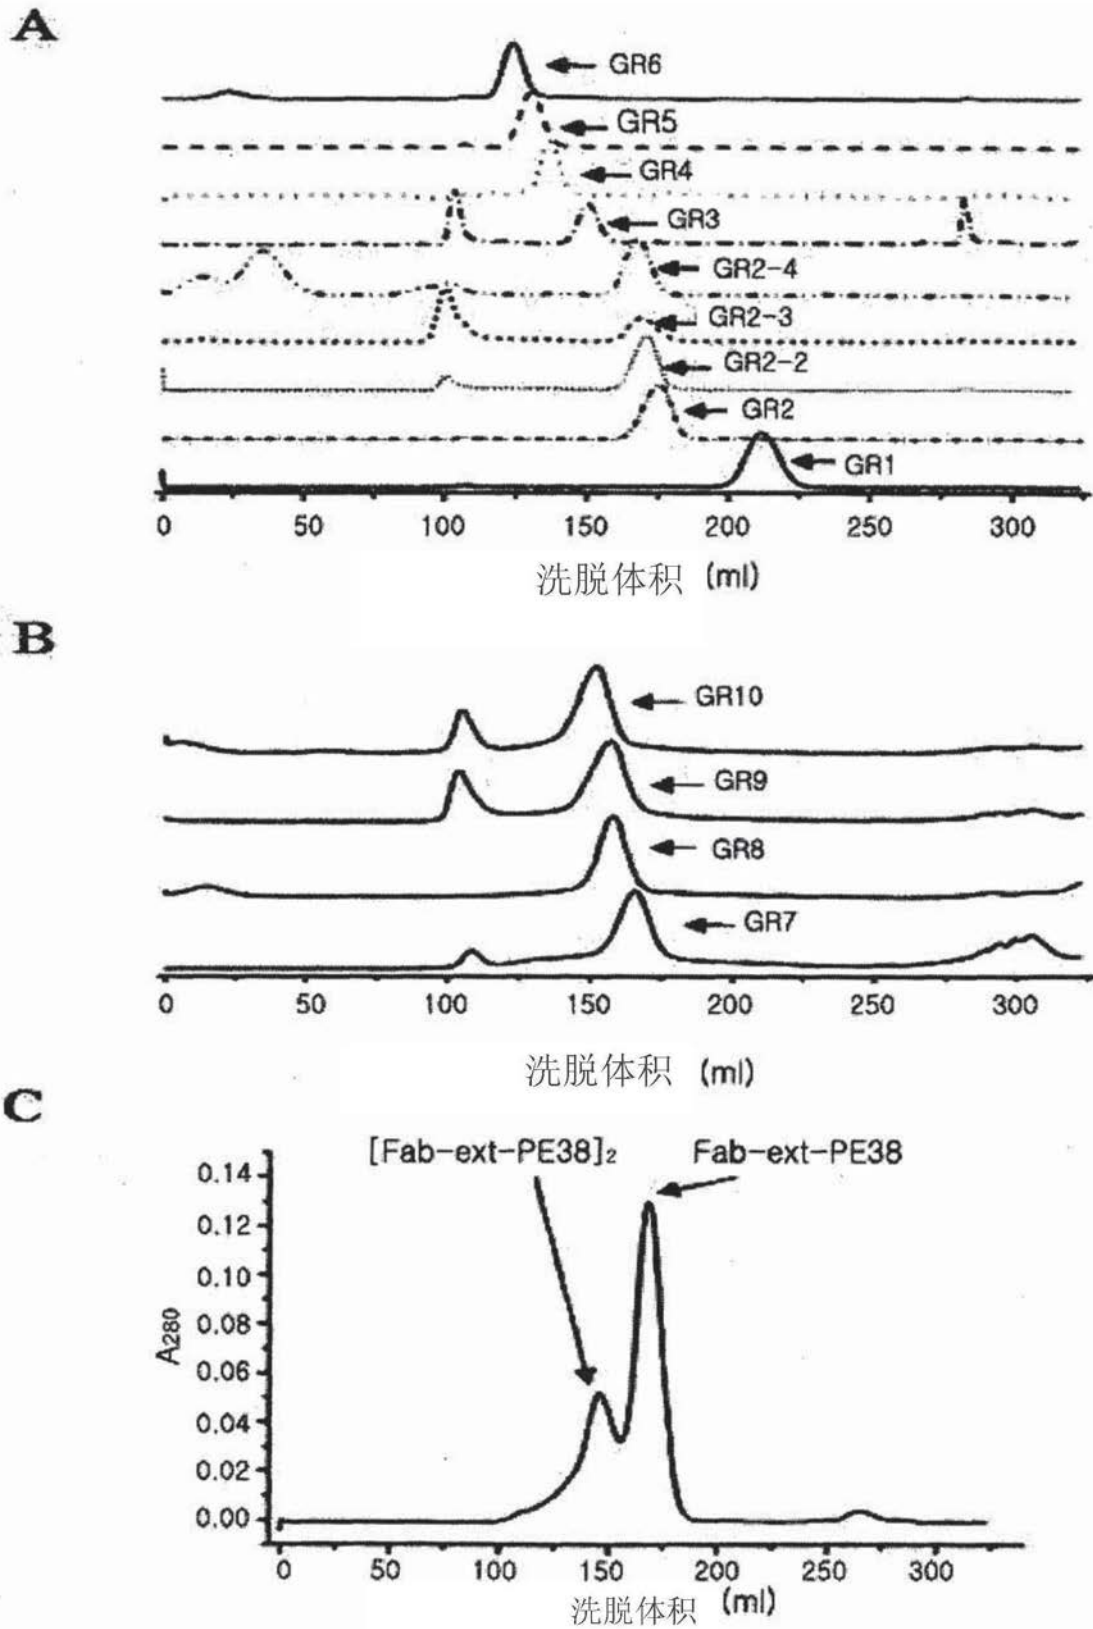 A
GR6
GR5
GR4
GR3
GR2-4
GR2-3
GR2-2
GR2
GR1
0 50 100 150 200 250 300
洗脱体积 (ml)
B
GR10
GR9
GR8
GR7
0 50 100 150 200 250 300
洗脱体积 (ml)
C
[Fab-ext-PE38]2 Fab-ext-PE38
0.14
0.12
0.10
0.08
0.06
0.04
0.02
0.00
A280
0 50 100 150 200 250 300
洗脱体积 (ml)